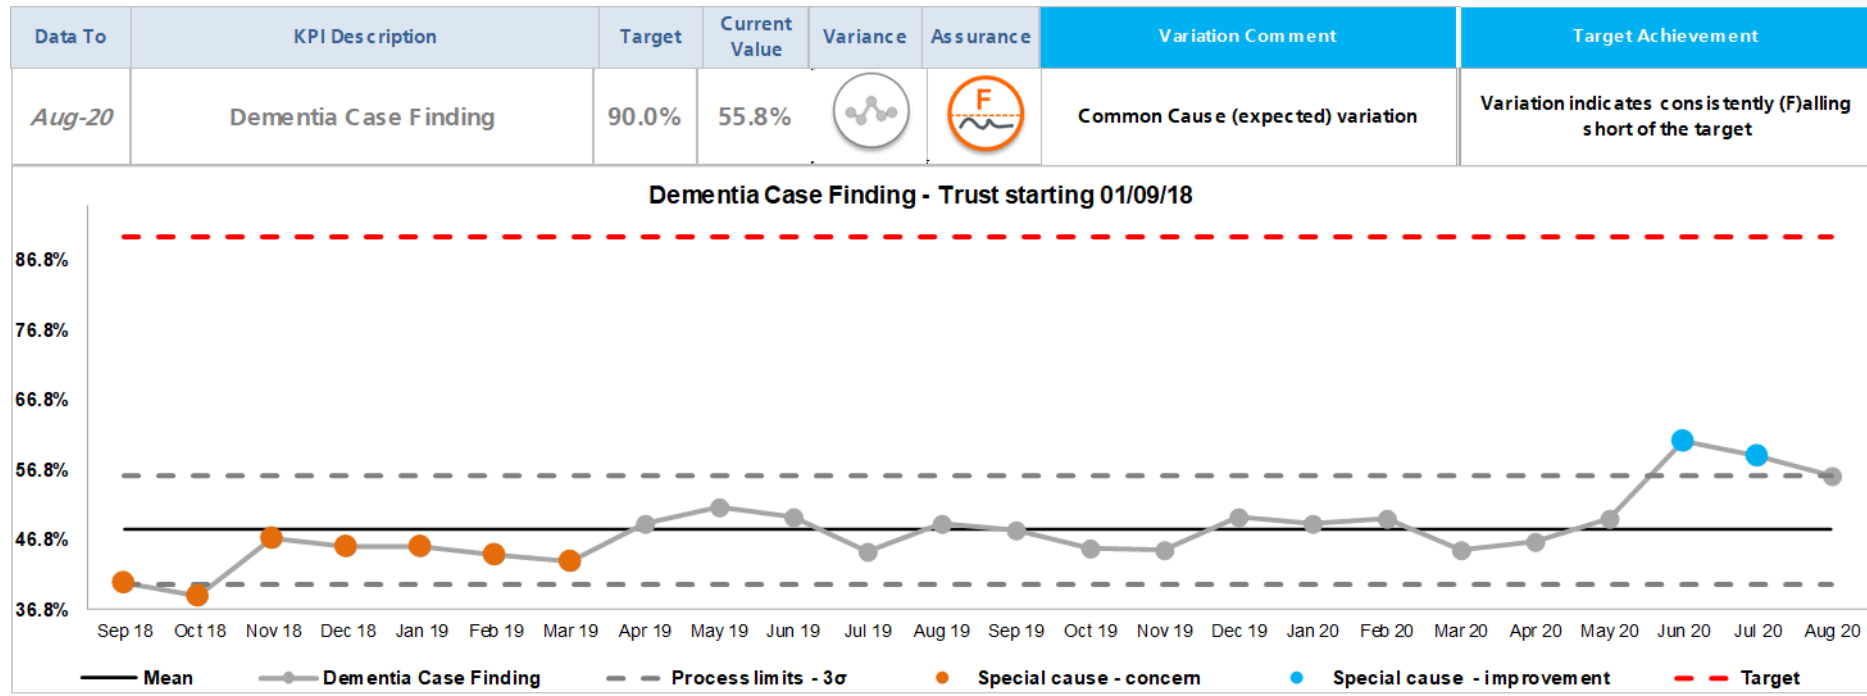 Data To KPI Description Target Current Value Variance Assurance Variation Comment Target Achievement
Aug-20 Dementia Case Finding 90.0% 55.8% F Common Cause (expected) variation Variation indicates consistently (F)alling short of the target
Dementia Case Finding - Trust starting 01/09/18
86.8%
76.8%
66.8%
56.8%
46.8%
36.8%
Sep 18 Oct 18 Nov 18 Dec 18 Jan 19 Feb 19 Mar 19 Apr 19 May 19 Jun 19 Jul 19 Aug 19 Sep 19 Oct 19 Nov 19 Dec 19 Jan 20 Feb 20 Mar 20 Apr 20 May 20 Jun 20 Jul 20 Aug 20
Mean Dementia Case Finding Process limits - 3σ Special cause - concern Special cause - improvement Target